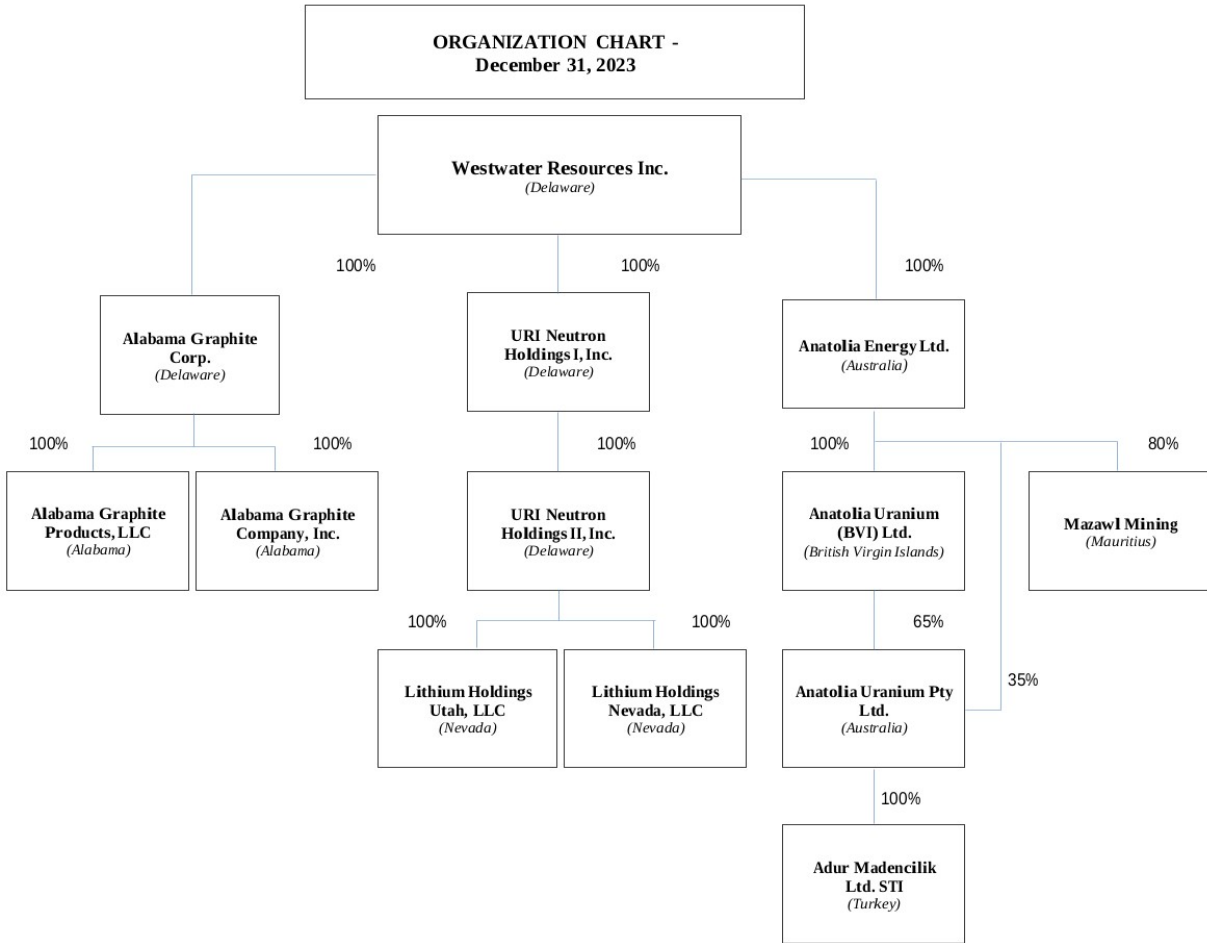 ORGANIZATION CHART -
December 31, 2023
Westwater Resources Inc.
(Delaware)
100%
100%
100%
Alabama Graphite
Corp.
(Delaware)
URI Neutron
Holdings I, Inc.
(Delaware)
Anatolia Energy Ltd.
(Australia)
100%
100%
100%
100%
80%
Alabama Graphite
Products, LLC
(Alabama)
Alabama Graphite
Company, Inc.
(Alabama)
URI Neutron
Holdings II, Inc.
(Delaware)
Anatolia Uranium
(BVI) Ltd.
(British Virgin Islands)
Mazawl Mining
(Mauritius)
100%
100%
65%
Lithium Holdings
Utah, LLC
(Nevada)
Lithium Holdings
Nevada, LLC
(Nevada)
Anatolia Uranium Pty
Ltd.
(Australia)
35%
100%
Adur Madencilik
Ltd. STI
(Turkey)